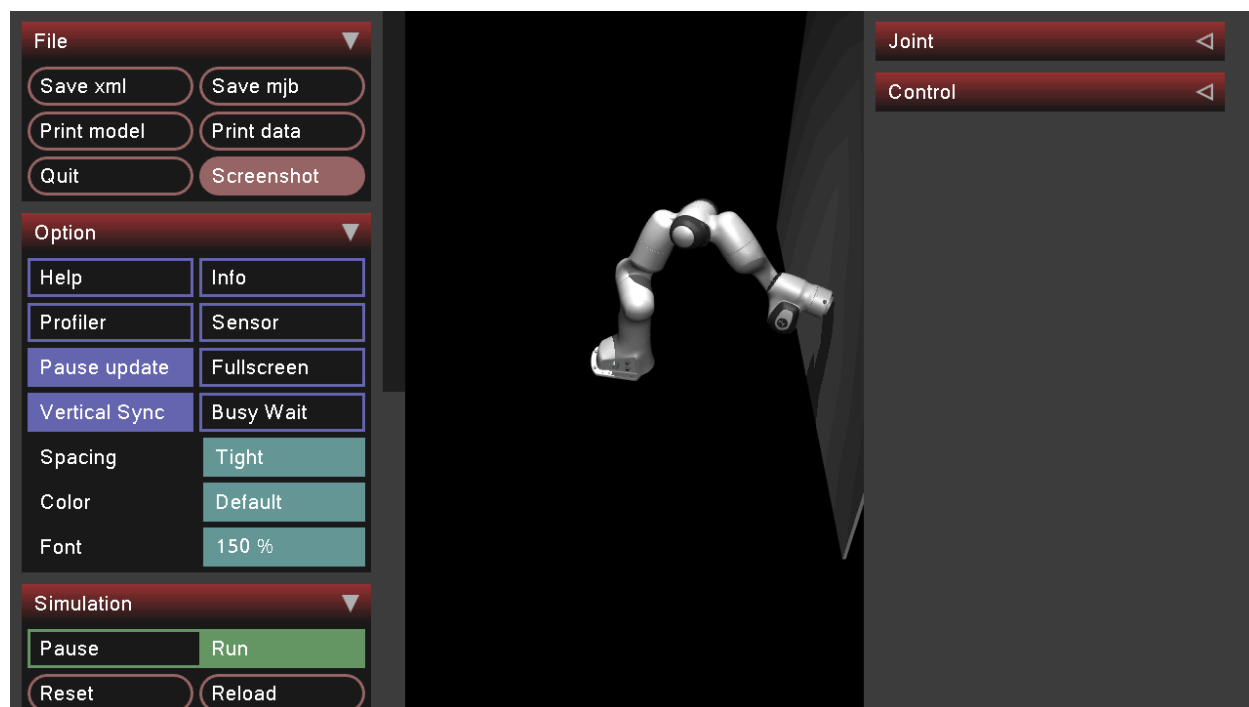 File
Save xml Save mjb
Print model Print data
Quit Screenshot
Option
Help Info
Profiler Sensor
Pause update Fullscreen
Vertical Sync Busy Wait
Spacing Tight
Color Default
Font 150 %
Simulation
Pause Run
Reset Reload
Joint
Control